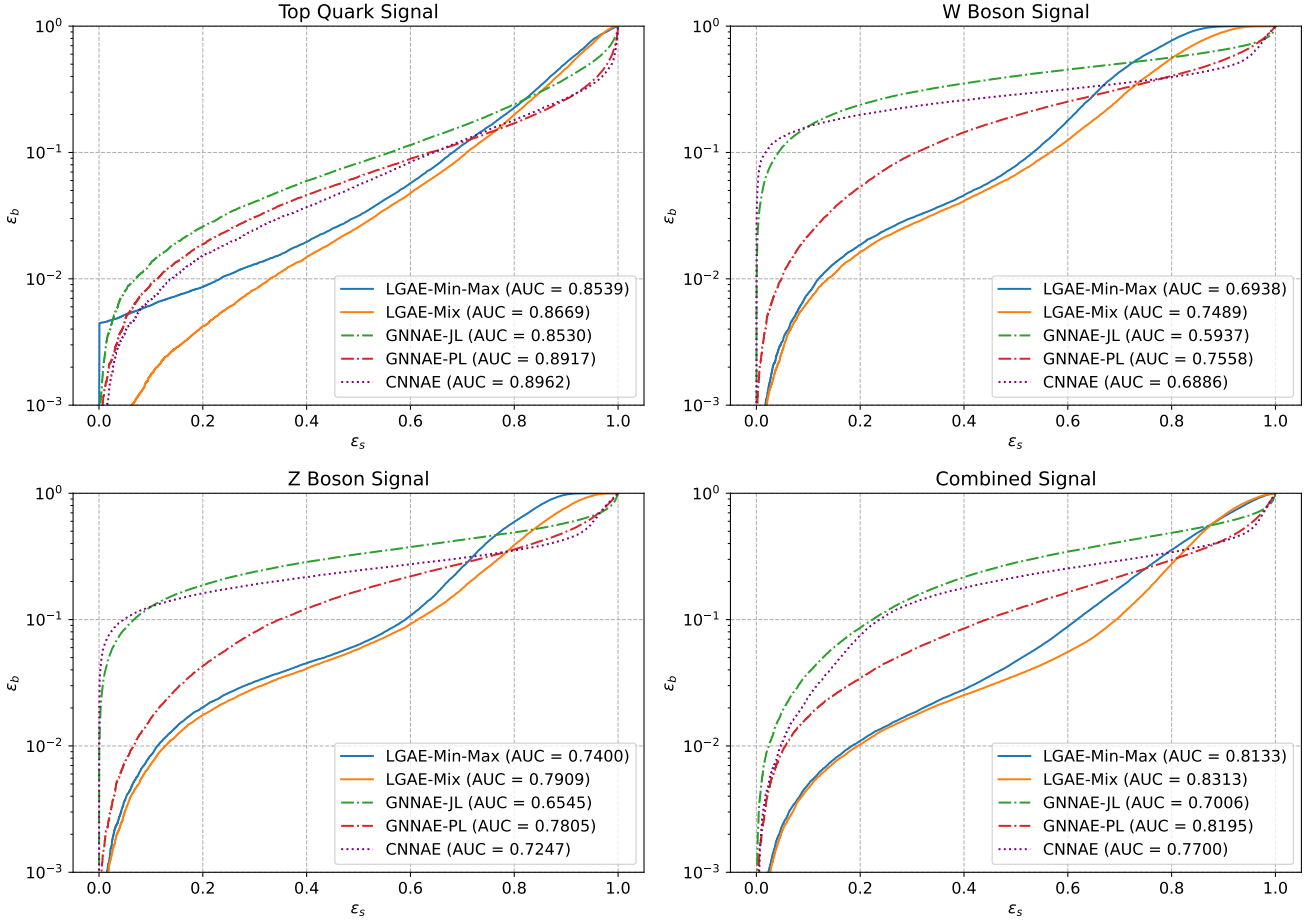 Top Quark Signal
10⁰
10⁻¹
10⁻²
10⁻³
ε_b
0.0 0.2 0.4 0.6 0.8 1.0
ε_s
LGAE-Min-Max (AUC = 0.8539)
LGAE-Mix (AUC = 0.8669)
GNNAE-JL (AUC = 0.8530)
GNNAE-PL (AUC = 0.8917)
CNNAE (AUC = 0.8962)
W Boson Signal
10⁰
10⁻¹
10⁻²
10⁻³
ε_b
0.0 0.2 0.4 0.6 0.8 1.0
ε_s
LGAE-Min-Max (AUC = 0.6938)
LGAE-Mix (AUC = 0.7489)
GNNAE-JL (AUC = 0.5937)
GNNAE-PL (AUC = 0.7558)
CNNAE (AUC = 0.6886)
Z Boson Signal
10⁰
10⁻¹
10⁻²
10⁻³
ε_b
0.0 0.2 0.4 0.6 0.8 1.0
ε_s
LGAE-Min-Max (AUC = 0.7400)
LGAE-Mix (AUC = 0.7909)
GNNAE-JL (AUC = 0.6545)
GNNAE-PL (AUC = 0.7805)
CNNAE (AUC = 0.7247)
Combined Signal
10⁰
10⁻¹
10⁻²
10⁻³
ε_b
0.0 0.2 0.4 0.6 0.8 1.0
ε_s
LGAE-Min-Max (AUC = 0.8133)
LGAE-Mix (AUC = 0.8313)
GNNAE-JL (AUC = 0.7006)
GNNAE-PL (AUC = 0.8195)
CNNAE (AUC = 0.7700)